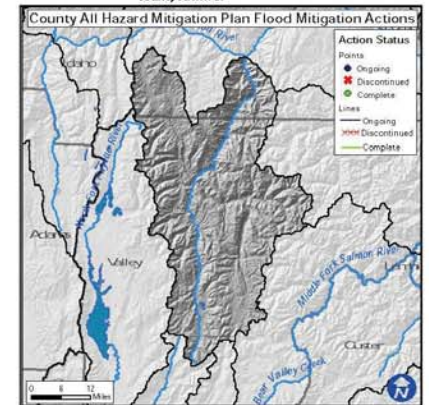 County All Hazard Mitigation Plan Flood Mitigation Actions
Action Status
Points
Ongoing
Discontinued
Complete
Lines
Ongoing
Discontinued
Complete
River
Idaho
Adams
Valley
Middle Fork Salmon River
Custer
Bear Valley Creek
0 6 12
Miles
N